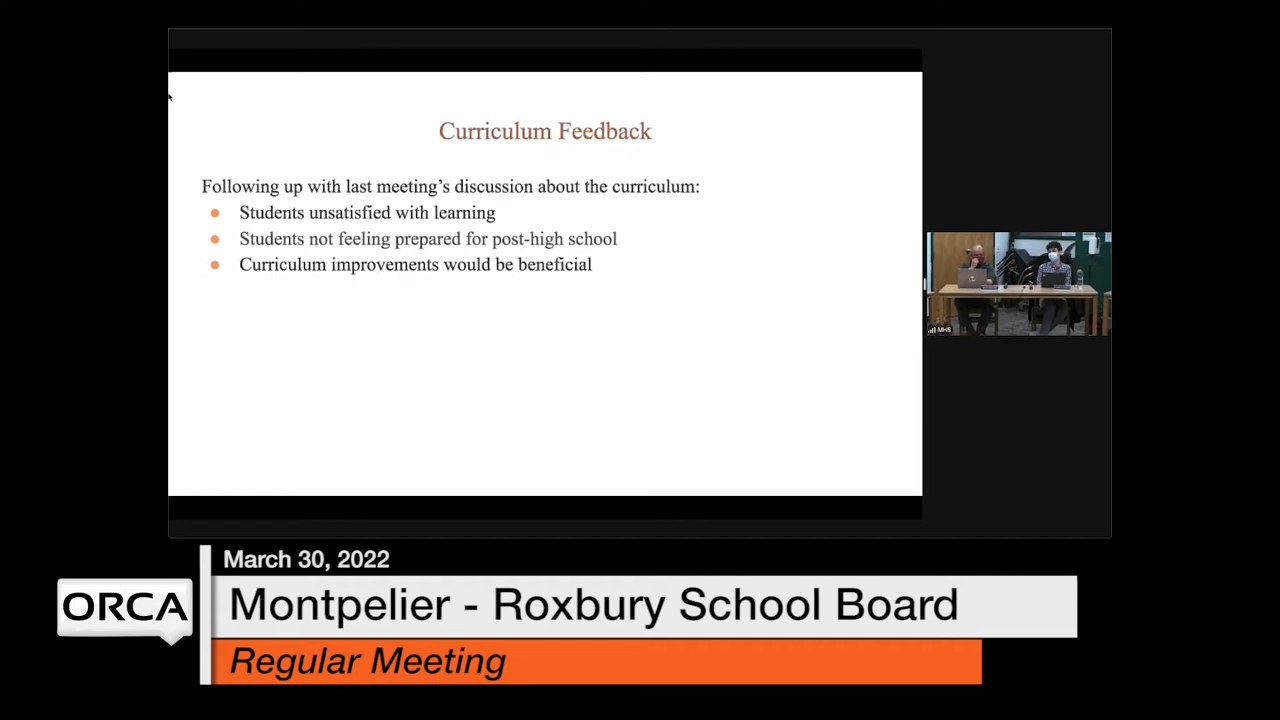 Curriculum Feedback
Following up with last meeting's discussion about the curriculum:
Students unsatisfied with learning
Students not feeling prepared for post-high school
Curriculum improvements would be beneficial
MHS
March 30, 2022
ORCA
Montpelier - Roxbury School Board
Regular Meeting